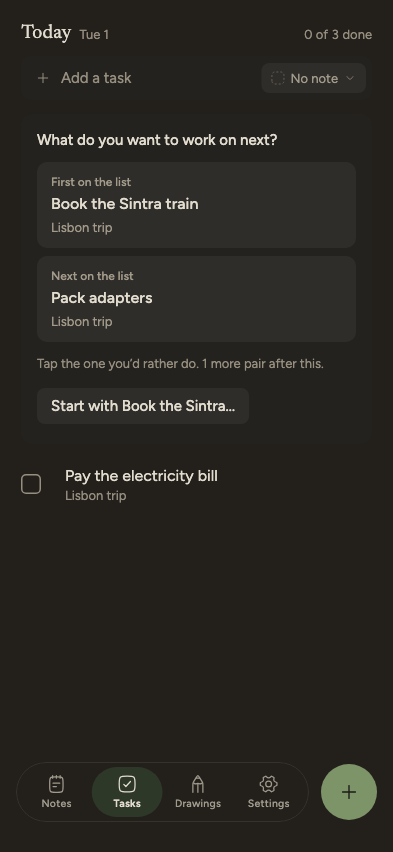 Today Tue 1 0 of 3 done
Add a task No note
What do you want to work on next?
First on the list
Book the Sintra train
Lisbon trip
Next on the list
Pack adapters
Lisbon trip
Tap the one you’d rather do. 1 more pair after this.
Start with Book the Sintra...
Pay the electricity bill
Lisbon trip
Notes Tasks Drawings Settings